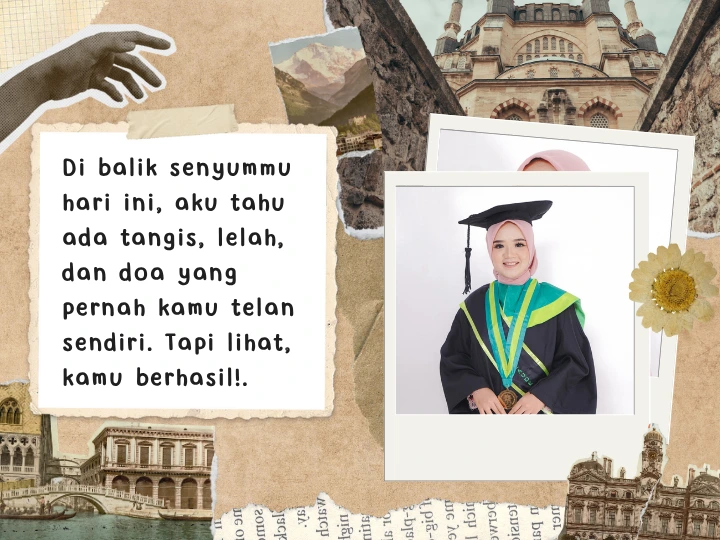 Di balik senyummu
hari ini, aku tahu
ada tangis, lelah,
dan doa yang
pernah kamu telan
sendiri. Tapi lihat,
kamu berhasil!.